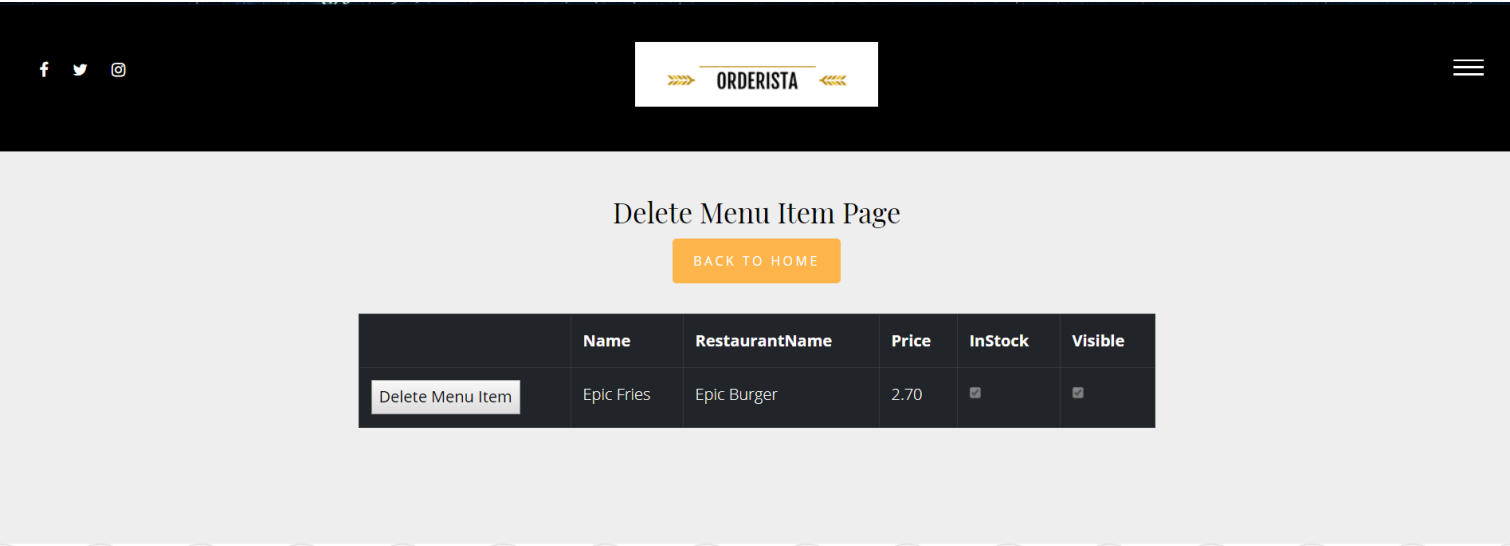 ORDERISTA
Delete Menu Item Page
BACK TO HOME
Name RestaurantName Price InStock Visible
Delete Menu Item Epic Fries Epic Burger 2.70